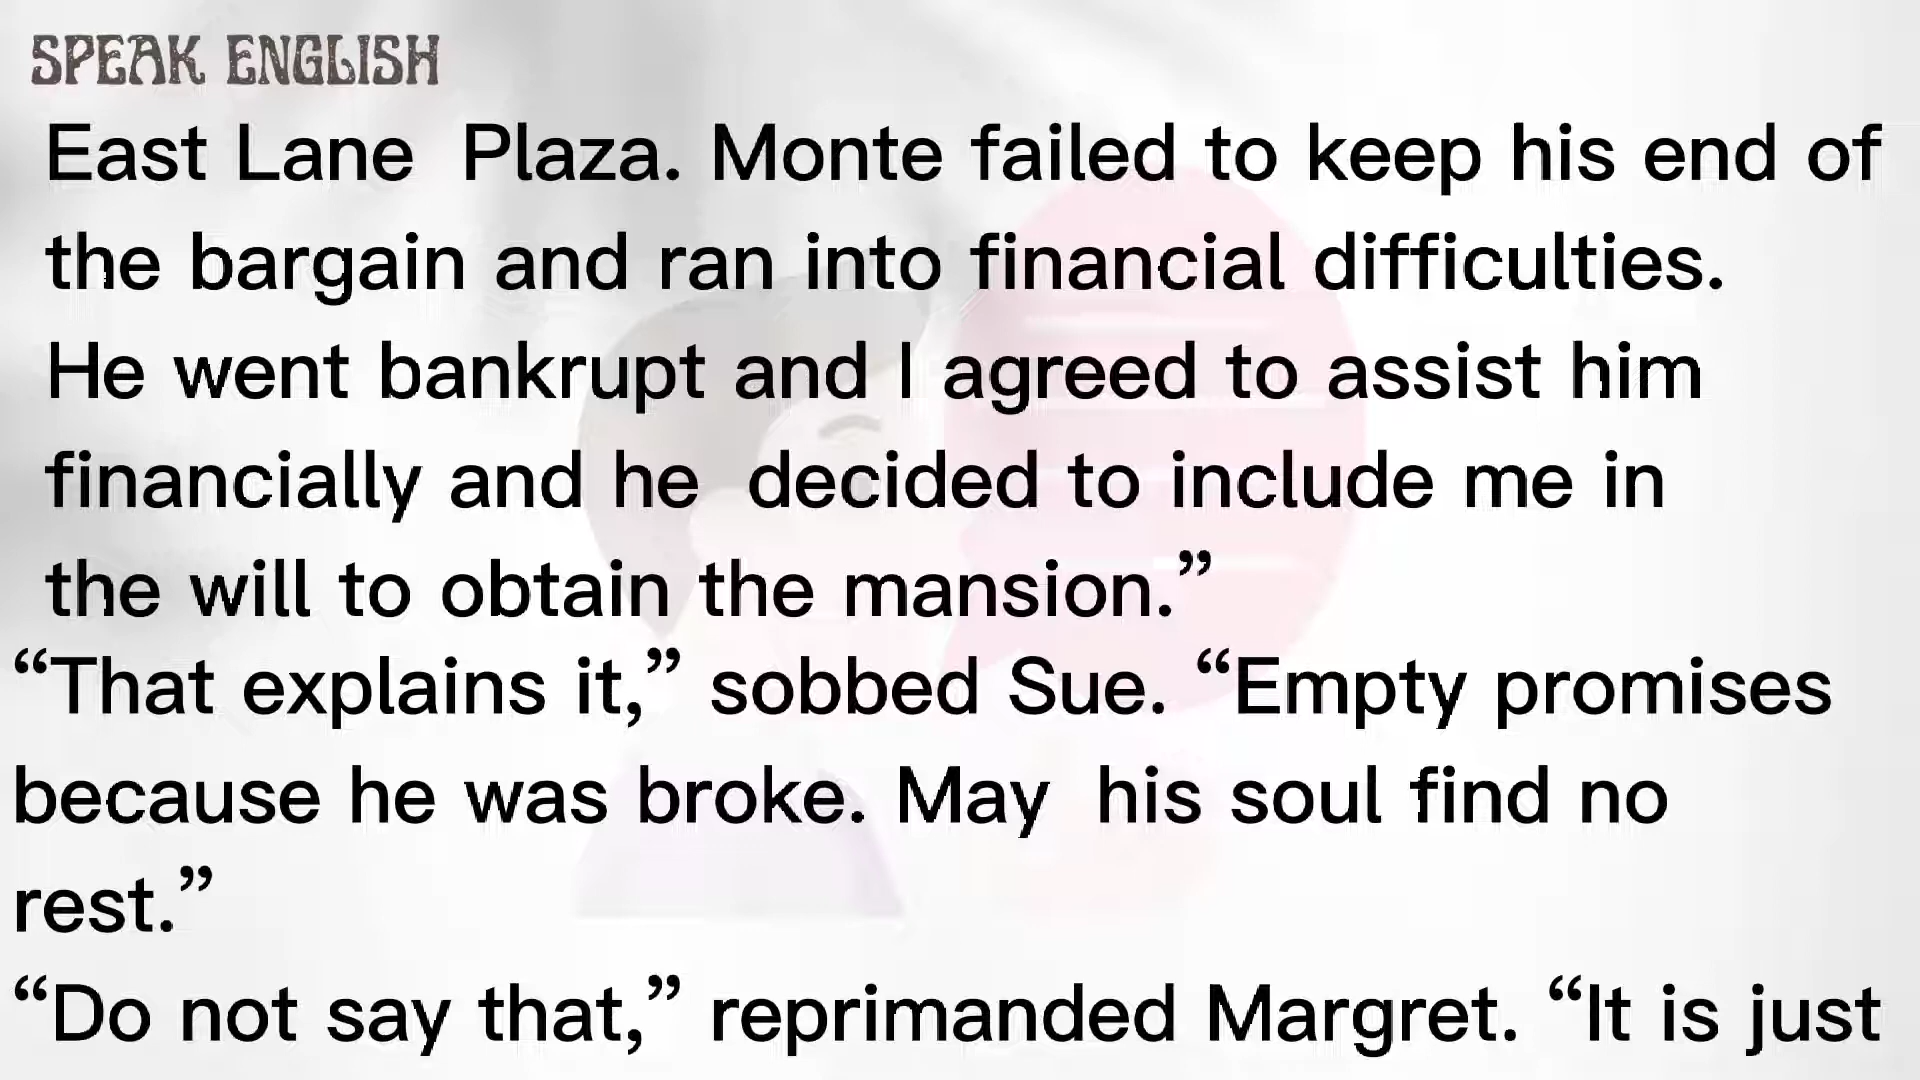 SPEAK ENGLISH
East Lane Plaza. Monte failed to keep his end of
the bargain and ran into financial difficulties.
He went bankrupt and I agreed to assist him
financially and he decided to include me in
the will to obtain the mansion.”
“That explains it,” sobbed Sue. “Empty promises
because he was broke. May his soul find no
rest.”
“Do not say that,” reprimanded Margret. “It is just